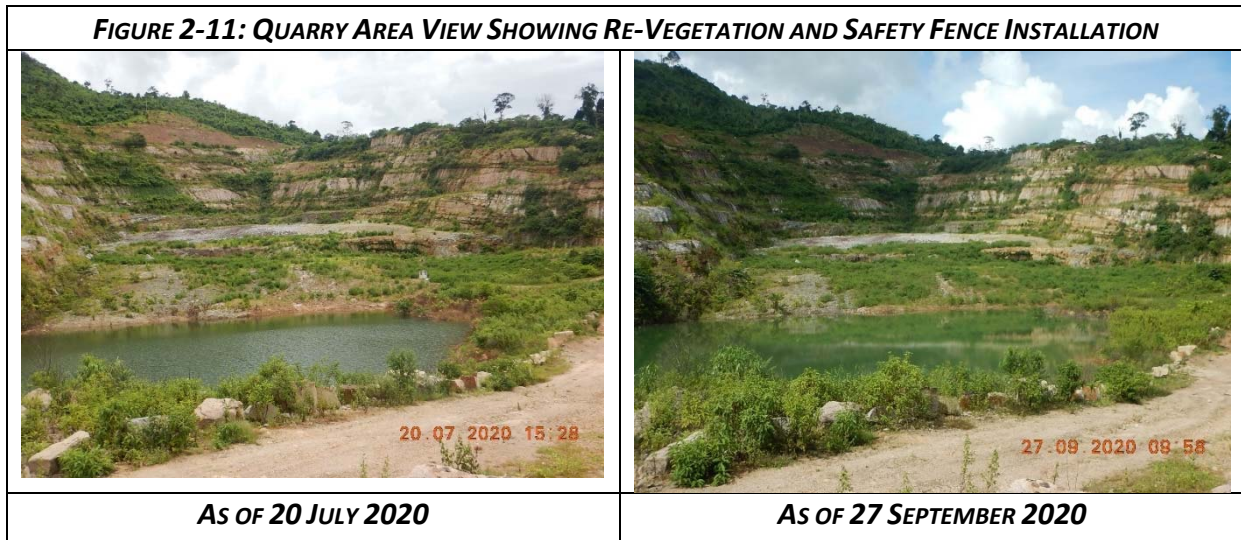 FIGURE 2-11: QUARRY AREA VIEW SHOWING RE-VEGETATION AND SAFETY FENCE INSTALLATION
20.07.2020 15:28
27.09.2020 09:58
AS OF 20 JULY 2020
AS OF 27 SEPTEMBER 2020